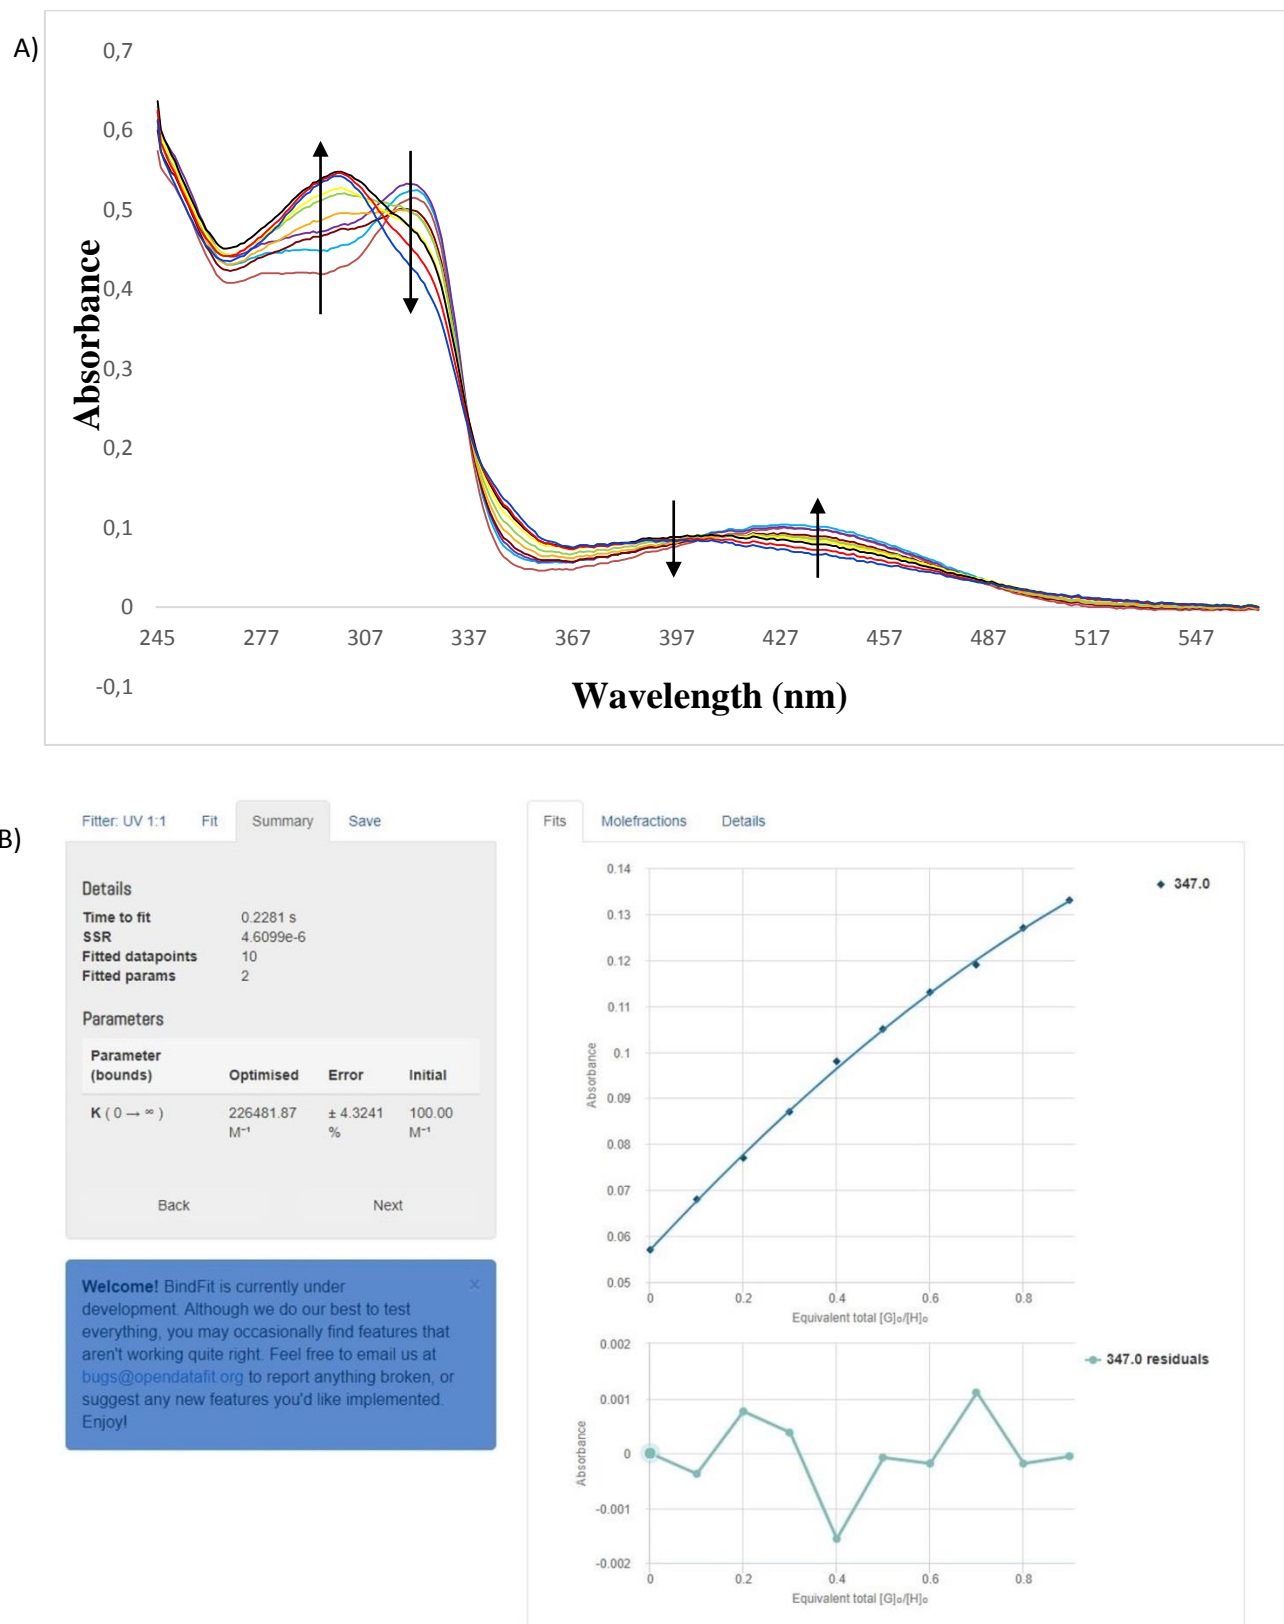 A)
0,7
0,6
0,5
0,4
0,3
0,2
0,1
0
-0,1
Absorbance
245 277 307 337 367 397 427 457 487 517 547
Wavelength (nm)
B)
Fitter: UV 1:1 Fit Summary Save
Details
Time to fit 0.2281 s
SSR 4.6099e-6
Fitted datapoints 10
Fitted params 2
Parameters
Parameter
(bounds) Optimised Error Initial
K ( 0 → ∞ ) 226481.87 ± 4.3241 100.00
M⁻¹ % M⁻¹
Back Next
Welcome! BindFit is currently under ×
development. Although we do our best to test
everything, you may occasionally find features that
aren't working quite right. Feel free to email us at
bugs@opendatafit.org to report anything broken, or
suggest any new features you'd like implemented.
Enjoy!
Fits Molefractions Details
0.14
0.13
0.12
0.11
0.1
0.09
0.08
0.07
0.06
0.05
Absorbance
0 0.2 0.4 0.6 0.8
Equivalent total [G]₀/[H]₀
347.0
0.002
0.001
0
-0.001
-0.002
Absorbance
0 0.2 0.4 0.6 0.8
Equivalent total [G]₀/[H]₀
347.0 residuals